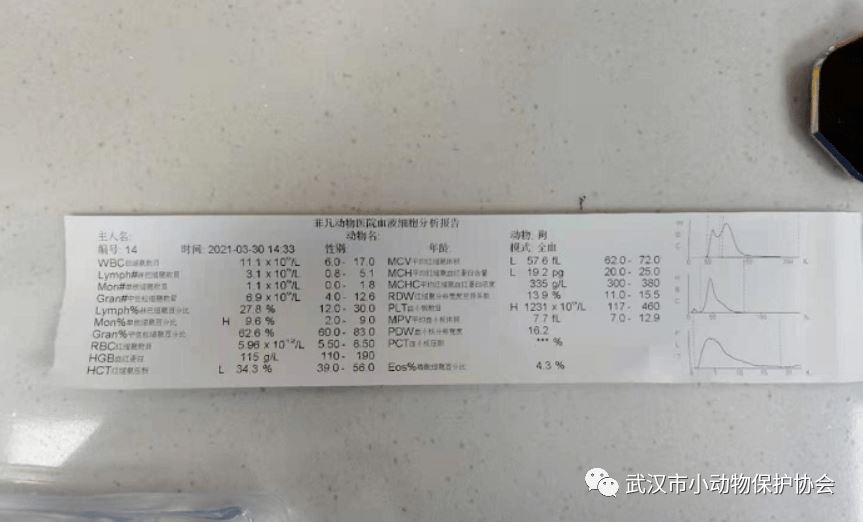 菲凡动物医院血液细胞分析报告
主人名: 动物名: 动物: 狗
编号: 14 时间: 2021-03-30 14:33 性别: 年龄: 模式: 全血
WBC白细胞数目 11.1 x 10^9/L 6.0 - 17.0 MCV平均红细胞体积 L 57.6 fL 62.0 - 72.0
Lymph#淋巴细胞数目 3.1 x 10^9/L 0.8 - 5.1 MCH平均红细胞血红蛋白含量 L 19.2 pg 20.0 - 25.0
Mon#单核细胞数目 1.1 x 10^9/L 0.0 - 1.8 MCHC平均红细胞血红蛋白浓度 335 g/L 300 - 380
Gran#中性粒细胞数目 6.9 x 10^9/L 4.0 - 12.6 RDW红细胞分布宽度变异系数 13.9 % 11.0 - 15.5
Lymph%淋巴细胞百分比 27.8 % 12.0 - 30.0 PLT血小板数目 H 1231 x 10^9/L 117 - 460
Mon%单核细胞百分比 H 9.6 % 2.0 - 9.0 MPV平均血小板体积 7.7 fL 7.0 - 12.9
Gran%中性粒细胞百分比 62.6 % 60.0 - 83.0 PDW血小板分布宽度 16.2
RBC红细胞数目 5.96 x 10^12/L 5.50 - 8.50 PCT血小板压积 *** %
HGB血红蛋白 115 g/L 110 - 190
HCT红细胞压积 L 34.3 % 39.0 - 56.0 Eos%嗜酸细胞百分比 4.3 %
WBC
RBC
PLT
武汉市小动物保护协会